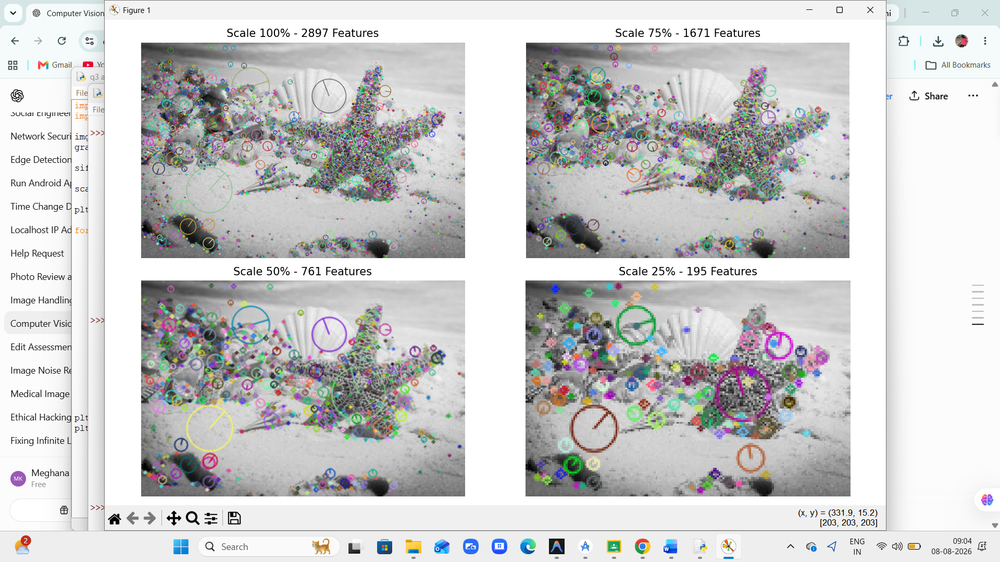 Computer Vision
Figure 1
Gmail
All Bookmarks
q3 a
File
File
Share
Scale 100% - 2897 Features
Scale 75% - 1671 Features
Scale 50% - 761 Features
Scale 25% - 195 Features
imp
imp
>>>
img
gra
sif
sca
plt
for
>>>
plt
plt
>>>
Social Engineer
Network Securi
Edge Detection
Run Android Ap
Time Change D
Localhost IP Ad
Help Request
Photo Review a
Image Handling
Computer Visio
Edit Assessmen
Image Noise Re
Medical Image
Ethical Hacking
Fixing Infinite L
MK
Meghana
Free
(x, y) = (331.9, 15.2)
[203, 203, 203]
2
Search
ENG
IN
09:04
08-08-2026